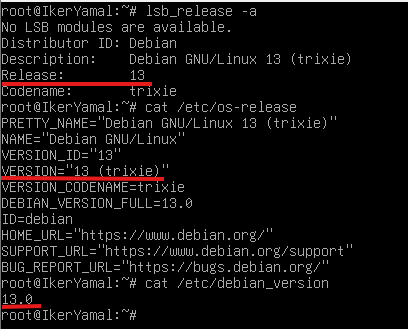 root@IkerYamal:~# lsb_release -a
No LSB modules are available.
Distributor ID: Debian
Description:    Debian GNU/Linux 13 (trixie)
Release:        13
Codename:       trixie
root@IkerYamal:~# cat /etc/os-release
PRETTY_NAME="Debian GNU/Linux 13 (trixie)"
NAME="Debian GNU/Linux"
VERSION_ID="13"
VERSION="13 (trixie)"
VERSION_CODENAME=trixie
DEBIAN_VERSION_FULL=13.0
ID=debian
HOME_URL="https://www.debian.org/"
SUPPORT_URL="https://www.debian.org/support"
BUG_REPORT_URL="https://bugs.debian.org/"
root@IkerYamal:~# cat /etc/debian_version
13.0
root@IkerYamal:~#